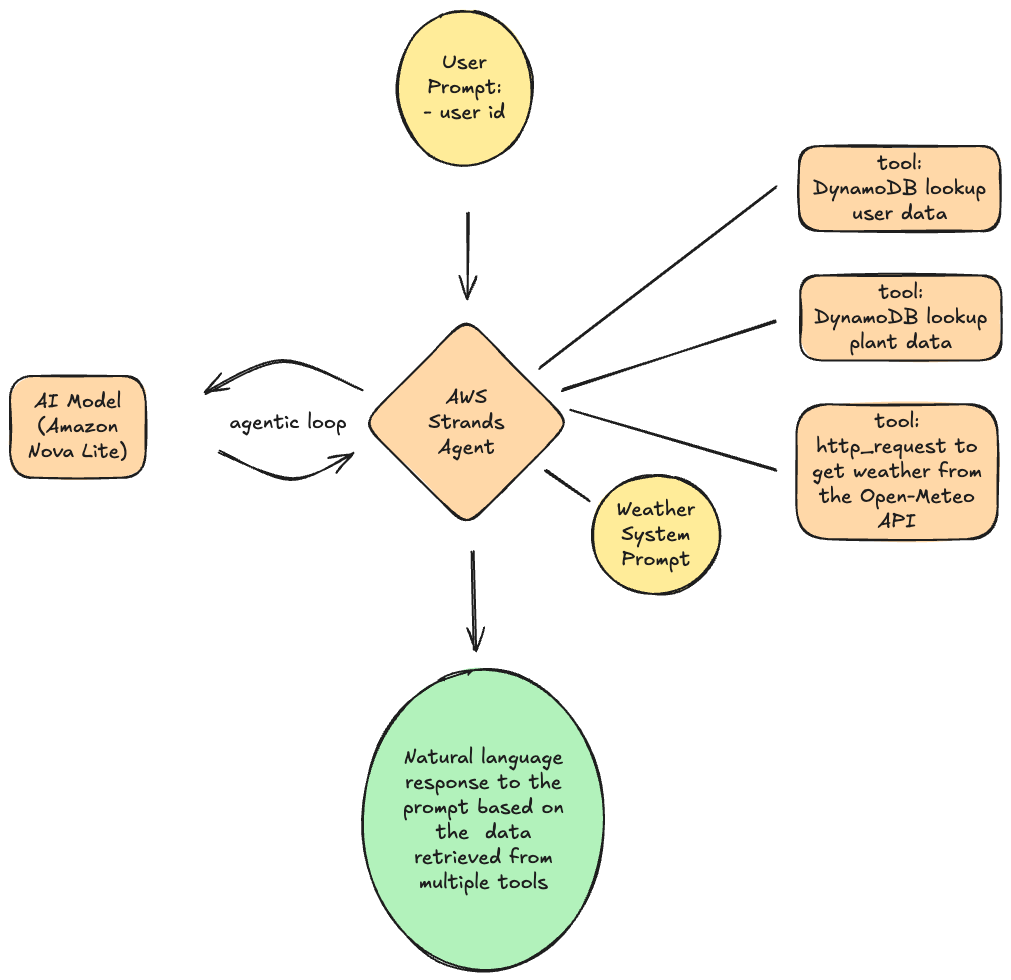 User
Prompt:
- user id
tool:
DynamoDB lookup
user data
tool:
DynamoDB lookup
plant data
AI Model
(Amazon
Nova Lite)
agentic loop
AWS
Strands
Agent
tool:
http_request to
get weather from
the Open-Meteo
API
Weather
System
Prompt
Natural language
response to the
prompt based on
the data
retrieved from
multiple tools